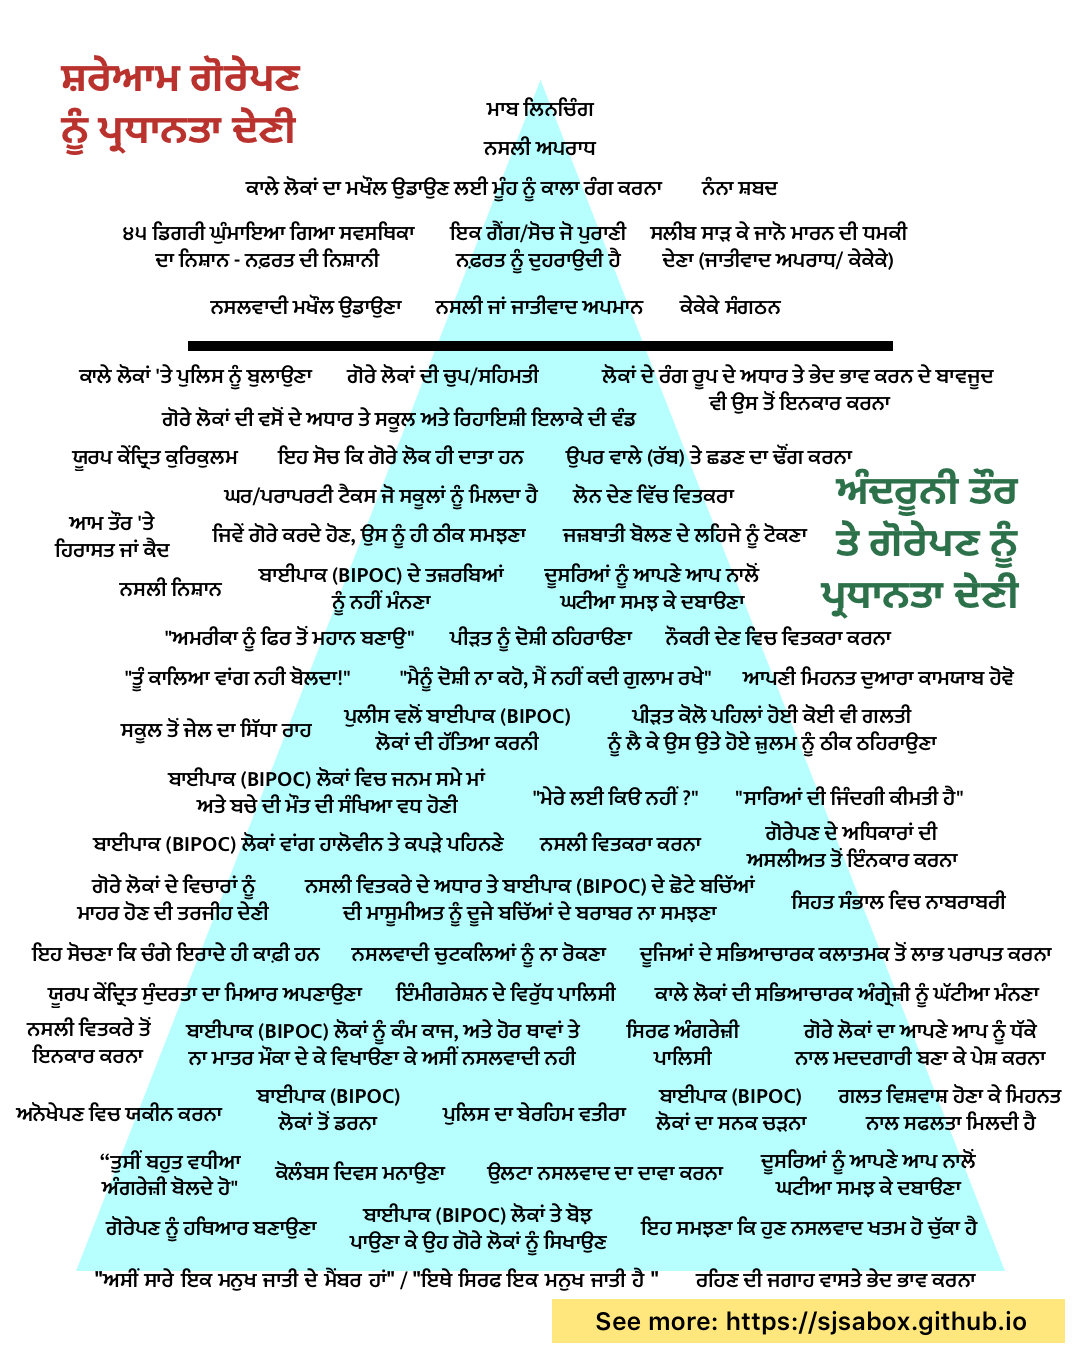 ਸ਼ਰੇਆਮ ਗੋਰੇਪਣ
ਨੂੰ ਪ੍ਰਧਾਨਤਾ ਦੇਣੀ
ਮਾਬ ਲਿਨਚਿੰਗ
ਨਸਲੀ ਅਪਰਾਧ
ਕਾਲੇ ਲੋਕਾਂ ਦਾ ਮਖੌਲ ਉਡਾਉਣ ਲਈ ਮੂੰਹ ਨੂੰ ਕਾਲਾ ਰੰਗ ਕਰਨਾ ਨੰਨਾ ਸ਼ਬਦ
੪੫ ਡਿਗਰੀ ਘੁੰਮਾਇਆ ਗਿਆ ਸਵਸਥਿਕਾ
ਦਾ ਨਿਸ਼ਾਨ - ਨਫ਼ਰਤ ਦੀ ਨਿਸ਼ਾਨੀ
ਇਕ ਗੈਂਗ/ਸੋਚ ਜੋ ਪੁਰਾਣੀ
ਨਫ਼ਰਤ ਨੂੰ ਦੁਹਰਾਉਦੀ ਹੈ
ਸਲੀਬ ਸਾੜ ਕੇ ਜਾਨੋ ਮਾਰਨ ਦੀ ਧਮਕੀ
ਦੇਣਾ (ਜਾਤੀਵਾਦ ਅਪਰਾਧ/ ਕੇਕੇਕੇ)
ਨਸਲਵਾਦੀ ਮਖੌਲ ਉਡਾਉਣਾ ਨਸਲੀ ਜਾਂ ਜਾਤੀਵਾਦ ਅਪਮਾਨ ਕੇਕੇਕੇ ਸੰਗਠਨ
ਕਾਲੇ ਲੋਕਾਂ 'ਤੇ ਪੁਲਿਸ ਨੂੰ ਬੁਲਾਉਣਾ ਗੋਰੇ ਲੋਕਾਂ ਦੀ ਚੁਪ/ਸਹਿਮਤੀ
ਲੋਕਾਂ ਦੇ ਰੰਗ ਰੂਪ ਦੇ ਅਧਾਰ ਤੇ ਭੇਦ ਭਾਵ ਕਰਨ ਦੇ ਬਾਵਜੂਦ
ਵੀ ਉਸ ਤੋਂ ਇਨਕਾਰ ਕਰਨਾ
ਗੋਰੇ ਲੋਕਾਂ ਦੀ ਵਸੋਂ ਦੇ ਅਧਾਰ ਤੇ ਸਕੂਲ ਅਤੇ ਰਿਹਾਇਸ਼ੀ ਇਲਾਕੇ ਦੀ ਵੰਡ
ਯੂਰਪ ਕੇਂਦ੍ਰਿਤ ਕੁਰਿਕੁਲਮ ਇਹ ਸੋਚ ਕਿ ਗੋਰੇ ਲੋਕ ਹੀ ਦਾਤਾ ਹਨ ਉਪਰ ਵਾਲੇ (ਰੱਬ) ਤੇ ਛਡਣ ਦਾ ਢੌਂਗ ਕਰਨਾ
ਅੰਦਰੂਨੀ ਤੌਰ
ਤੇ ਗੋਰੇਪਣ ਨੂੰ
ਪ੍ਰਧਾਨਤਾ ਦੇਣੀ
ਘਰ/ਪਰਾਪਰਟੀ ਟੈਕਸ ਜੋ ਸਕੂਲਾਂ ਨੂੰ ਮਿਲਦਾ ਹੈ ਲੋਨ ਦੇਣ ਵਿੱਚ ਵਿਤਕਰਾ
ਆਮ ਤੌਰ 'ਤੇ
ਹਿਰਾਸਤ ਜਾਂ ਕੈਦ
ਜਿਵੇਂ ਗੋਰੇ ਕਰਦੇ ਹੋਣ, ਉਸ ਨੂੰ ਹੀ ਠੀਕ ਸਮਝਣਾ ਜਜ਼ਬਾਤੀ ਬੋਲਣ ਦੇ ਲਹਿਜੇ ਨੂੰ ਟੋਕਣਾ
ਨਸਲੀ ਨਿਸ਼ਾਨ
ਬਾਈਪਾਕ (BIPOC) ਦੇ ਤਜ਼ਰਬਿਆਂ
ਨੂੰ ਨਹੀਂ ਮੰਨਣਾ
ਦੂਸਰਿਆਂ ਨੂੰ ਆਪਣੇ ਆਪ ਨਾਲੋਂ
ਘਟੀਆ ਸਮਝ ਕੇ ਦਬਾੳਣਾ
"ਅਮਰੀਕਾ ਨੂੰ ਫਿਰ ਤੋਂ ਮਹਾਨ ਬਣਾਉ" ਪੀੜਤ ਨੂੰ ਦੋਸ਼ੀ ਠਹਿਰਾੳਣਾ ਨੌਕਰੀ ਦੇਣ ਵਿਚ ਵਿਤਕਰਾ ਕਰਨਾ
"ਤੂੰ ਕਾਲਿਆ ਵਾਂਗ ਨਹੀ ਬੋਲਦਾ!" "ਮੈਨੂੰ ਦੋਸ਼ੀ ਨਾ ਕਹੋ, ਮੈਂ ਨਹੀਂ ਕਦੀ ਗੁਲਾਮ ਰਖੇ" ਆਪਣੀ ਮਿਹਨਤ ਦੁਆਰਾ ਕਾਮਯਾਬ ਹੋਵੋ
ਸਕੂਲ ਤੋਂ ਜੇਲ ਦਾ ਸਿੱਧਾ ਰਾਹ
ਪੁਲੀਸ ਵਲੋਂ ਬਾਈਪਾਕ (BIPOC)
ਲੋਕਾਂ ਦੀ ਹੱਤਿਆ ਕਰਨੀ
ਪੀੜਤ ਕੋਲੋ ਪਹਿਲਾਂ ਹੋਈ ਕੋਈ ਵੀ ਗਲਤੀ
ਨੂੰ ਲੈ ਕੇ ਉਸ ਉਤੇ ਹੋਏ ਜ਼ੁਲਮ ਨੂੰ ਠੀਕ ਠਹਿਰਾਉਣਾ
ਬਾਈਪਾਕ (BIPOC) ਲੋਕਾਂ ਵਿਚ ਜਨਮ ਸਮੇ ਮਾਂ
ਅਤੇ ਬਚੇ ਦੀ ਮੌਤ ਦੀ ਸੰਖਿਆ ਵਧ ਹੋਣੀ
"ਮੇਰੇ ਲਈ ਕਿੳ ਨਹੀਂ ?" "ਸਾਰਿਆਂ ਦੀ ਜਿੰਦਗੀ ਕੀਮਤੀ ਹੈ"
ਬਾਈਪਾਕ (BIPOC) ਲੋਕਾਂ ਵਾਂਗ ਹਾਲੋਵੀਨ ਤੇ ਕਪੜੇ ਪਹਿਨਣੇ ਨਸਲੀ ਵਿਤਕਰਾ ਕਰਨਾ
ਗੋਰੇਪਣ ਦੇ ਅਧਿਕਾਰਾਂ ਦੀ
ਅਸਲੀਅਤ ਤੋਂ ਇੰਨਕਾਰ ਕਰਨਾ
ਗੋਰੇ ਲੋਕਾਂ ਦੇ ਵਿਚਾਰਾਂ ਨੂੰ
ਮਾਹਰ ਹੋਣ ਦੀ ਤਰਜੀਹ ਦੇਣੀ
ਨਸਲੀ ਵਿਤਕਰੇ ਦੇ ਅਧਾਰ ਤੇ ਬਾਈਪਾਕ (BIPOC) ਦੇ ਛੋਟੇ ਬਚਿੱਆਂ
ਦੀ ਮਾਸੂਮੀਅਤ ਨੂੰ ਦੂਜੇ ਬਚਿੱਆਂ ਦੇ ਬਰਾਬਰ ਨਾ ਸਮਝਣਾ
ਸਿਹਤ ਸੰਭਾਲ ਵਿਚ ਨਾਬਰਾਬਰੀ
ਇਹ ਸੋਚਣਾ ਕਿ ਚੰਗੇ ਇਰਾਦੇ ਹੀ ਕਾਫ਼ੀ ਹਨ ਨਸਲਵਾਦੀ ਚੁਟਕਲਿਆਂ ਨੂੰ ਨਾ ਰੋਕਣਾ ਦੂਜਿਆਂ ਦੇ ਸਭਿਆਚਾਰਕ ਕਲਾਤਮਕ ਤੋਂ ਲਾਭ ਪਰਾਪਤ ਕਰਨਾ
ਯੂਰਪ ਕੇਂਦ੍ਰਿਤ ਸੁੰਦਰਤਾ ਦਾ ਮਿਆਰ ਅਪਣਾਉਣਾ ਇੰਮੀਗਰੇਸ਼ਨ ਦੇ ਵਿਰੁੱਧ ਪਾਲਿਸੀ ਕਾਲੇ ਲੋਕਾਂ ਦੀ ਸਭਿਆਚਾਰਕ ਅੰਗ੍ਰੇਜ਼ੀ ਨੂੰ ਘੱਟੀਆ ਮੰਨਣਾ
ਨਸਲੀ ਵਿਤਕਰੇ ਤੋਂ
ਇਨਕਾਰ ਕਰਨਾ
ਬਾਈਪਾਕ (BIPOC) ਲੋਕਾਂ ਨੂੰ ਕੰਮ ਕਾਜ, ਅਤੇ ਹੋਰ ਥਾਵਾਂ ਤੇ
ਨਾ ਮਾਤਰ ਮੌਕਾ ਦੇ ਕੇ ਵਿਖਾੳਣਾ ਕੇ ਅਸੀਂ ਨਸਲਵਾਦੀ ਨਹੀ
ਸਿਰਫ ਅੰਗਰੇਜ਼ੀ
ਪਾਲਿਸੀ
ਗੋਰੇ ਲੋਕਾਂ ਦਾ ਆਪਣੇ ਆਪ ਨੂੰ ਧੱਕੇ
ਨਾਲ ਮਦਦਗਾਰੀ ਬਣਾ ਕੇ ਪੇਸ਼ ਕਰਨਾ
ਅਨੋਖੇਪਣ ਵਿਚ ਯਕੀਨ ਕਰਨਾ
ਬਾਈਪਾਕ (BIPOC)
ਲੋਕਾਂ ਤੋਂ ਡਰਨਾ
ਪੁਲਿਸ ਦਾ ਬੇਰਹਿਮ ਵਤੀਰਾ
ਬਾਈਪਾਕ (BIPOC)
ਲੋਕਾਂ ਦਾ ਸਨਕ ਚੜਨਾ
ਗਲਤ ਵਿਸ਼ਵਾਸ਼ ਹੋਣਾ ਕੇ ਮਿਹਨਤ
ਨਾਲ ਸਫਲਤਾ ਮਿਲਦੀ ਹੈ
“ਤੁਸੀਂ ਬਹੁਤ ਵਧੀਆ
ਅੰਗਰੇਜ਼ੀ ਬੋਲਦੇ ਹੋ"
ਕੋਲੰਬਸ ਦਿਵਸ ਮਨਾਉਣਾ ਉਲਟਾ ਨਸਲਵਾਦ ਦਾ ਦਾਵਾ ਕਰਨਾ
ਦੂਸਰਿਆਂ ਨੂੰ ਆਪਣੇ ਆਪ ਨਾਲੋਂ
ਘਟੀਆ ਸਮਝ ਕੇ ਦਬਾੳਣਾ
ਗੋਰੇਪਣ ਨੂੰ ਹਥਿਆਰ ਬਣਾਉਣਾ
ਬਾਈਪਾਕ (BIPOC) ਲੋਕਾਂ ਤੇ ਬੋਝ
ਪਾਉਣਾ ਕੇ ਉਹ ਗੋਰੇ ਲੋਕਾਂ ਨੂੰ ਸਿਖਾਉਣ
ਇਹ ਸਮਝਣਾ ਕਿ ਹੁਣ ਨਸਲਵਾਦ ਖਤਮ ਹੋ ਚੁੱਕਾ ਹੈ
"ਅਸੀਂ ਸਾਰੇ ਇਕ ਮਨੁਖ ਜਾਤੀ ਦੇ ਮੈਂਬਰ ਹਾਂ" / "ਇਥੇ ਸਿਰਫ ਇਕ ਮਨੁਖ ਜਾਤੀ ਹੈ " ਰਹਿਣ ਦੀ ਜਗਾਹ ਵਾਸਤੇ ਭੇਦ ਭਾਵ ਕਰਨਾ
See more: https://sjsabox.github.io